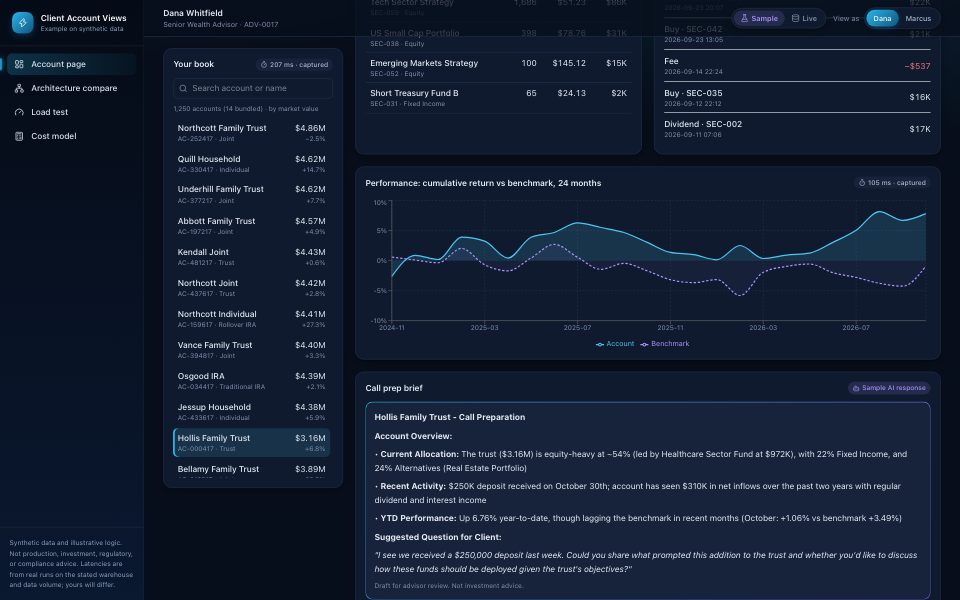 Client Account Views
Example on synthetic data
Account page
Architecture compare
Load test
Cost model
Synthetic data and illustrative logic.
Not production, investment, regulatory,
or compliance advice. Latencies are
from real runs on the stated warehouse
and data volume; yours will differ.
Dana Whitfield
Senior Wealth Advisor · ADV-0017
Sample
Live
View as
Dana
Marcus
Your book
207 ms · captured
Search account or name
1,250 accounts (14 bundled) · by market value
Northcott Family Trust $4.86M
AC-252417 · Joint −2.5%
Quill Household $4.62M
AC-330417 · Individual +14.7%
Underhill Family Trust $4.62M
AC-377217 · Joint +7.7%
Abbott Family Trust $4.57M
AC-197217 · Joint +4.9%
Kendall Joint $4.43M
AC-481217 · Trust +0.6%
Northcott Joint $4.42M
AC-437617 · Trust +2.8%
Northcott Individual $4.41M
AC-159617 · Rollover IRA +27.3%
Vance Family Trust $4.40M
AC-394817 · Joint +3.3%
Osgood IRA $4.39M
AC-034417 · Traditional IRA +2.1%
Jessup Household $4.38M
AC-433617 · Individual +5.9%
Hollis Family Trust $3.16M
AC-000417 · Trust +6.8%
Bellamy Family Trust $3.89M
Tech Sector Strategy 1,686 $51.23 $86K
SEC-059 · Equity
US Small Cap Portfolio 398 $78.76 $31K
SEC-038 · Equity
Emerging Markets Strategy 100 $145.12 $15K
SEC-052 · Equity
Short Treasury Fund B 65 $24.13 $2K
SEC-031 · Fixed Income
Buy · SEC-042 $21K
2026-09-23 13:05
Fee −$537
2026-09-14 22:24
Buy · SEC-035 $16K
2026-09-12 22:12
Dividend · SEC-002 $17K
2026-09-11 07:06
Performance: cumulative return vs benchmark, 24 months
105 ms · captured
10%
5%
0%
-5%
-10%
2024-11 2025-03 2025-07 2025-11 2026-03 2026-07
Account Benchmark
Call prep brief
Sample AI response
Hollis Family Trust - Call Preparation
Account Overview:
• Current Allocation: The trust ($3.16M) is equity-heavy at ~54% (led by Healthcare Sector Fund at $972K), with 22% Fixed Income, and
24% Alternatives (Real Estate Portfolio)
• Recent Activity: $250K deposit received on October 30th; account has seen $310K in net inflows over the past two years with regular
dividend and interest income
• YTD Performance: Up 6.76% year-to-date, though lagging the benchmark in recent months (October: +1.06% vs benchmark +3.49%)
Suggested Question for Client:
"I see we received a $250,000 deposit last week. Could you share what prompted this addition to the trust and whether you'd like to discuss
how these funds should be deployed given the trust's objectives?"
Draft for advisor review. Not investment advice.